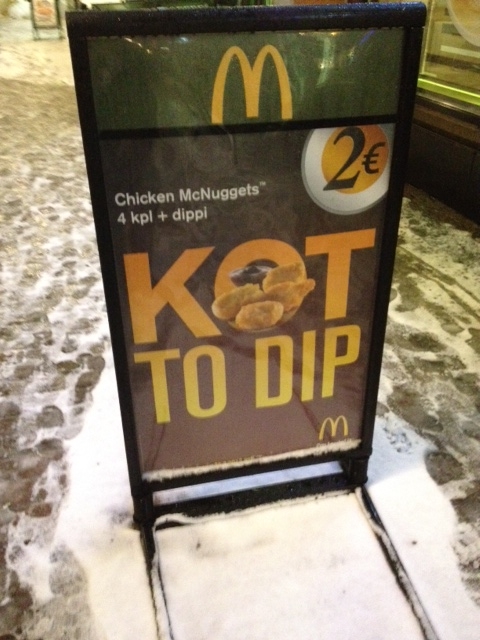 2€
Chicken McNuggets™
4 kpl + dippi
KOT
TO DIP